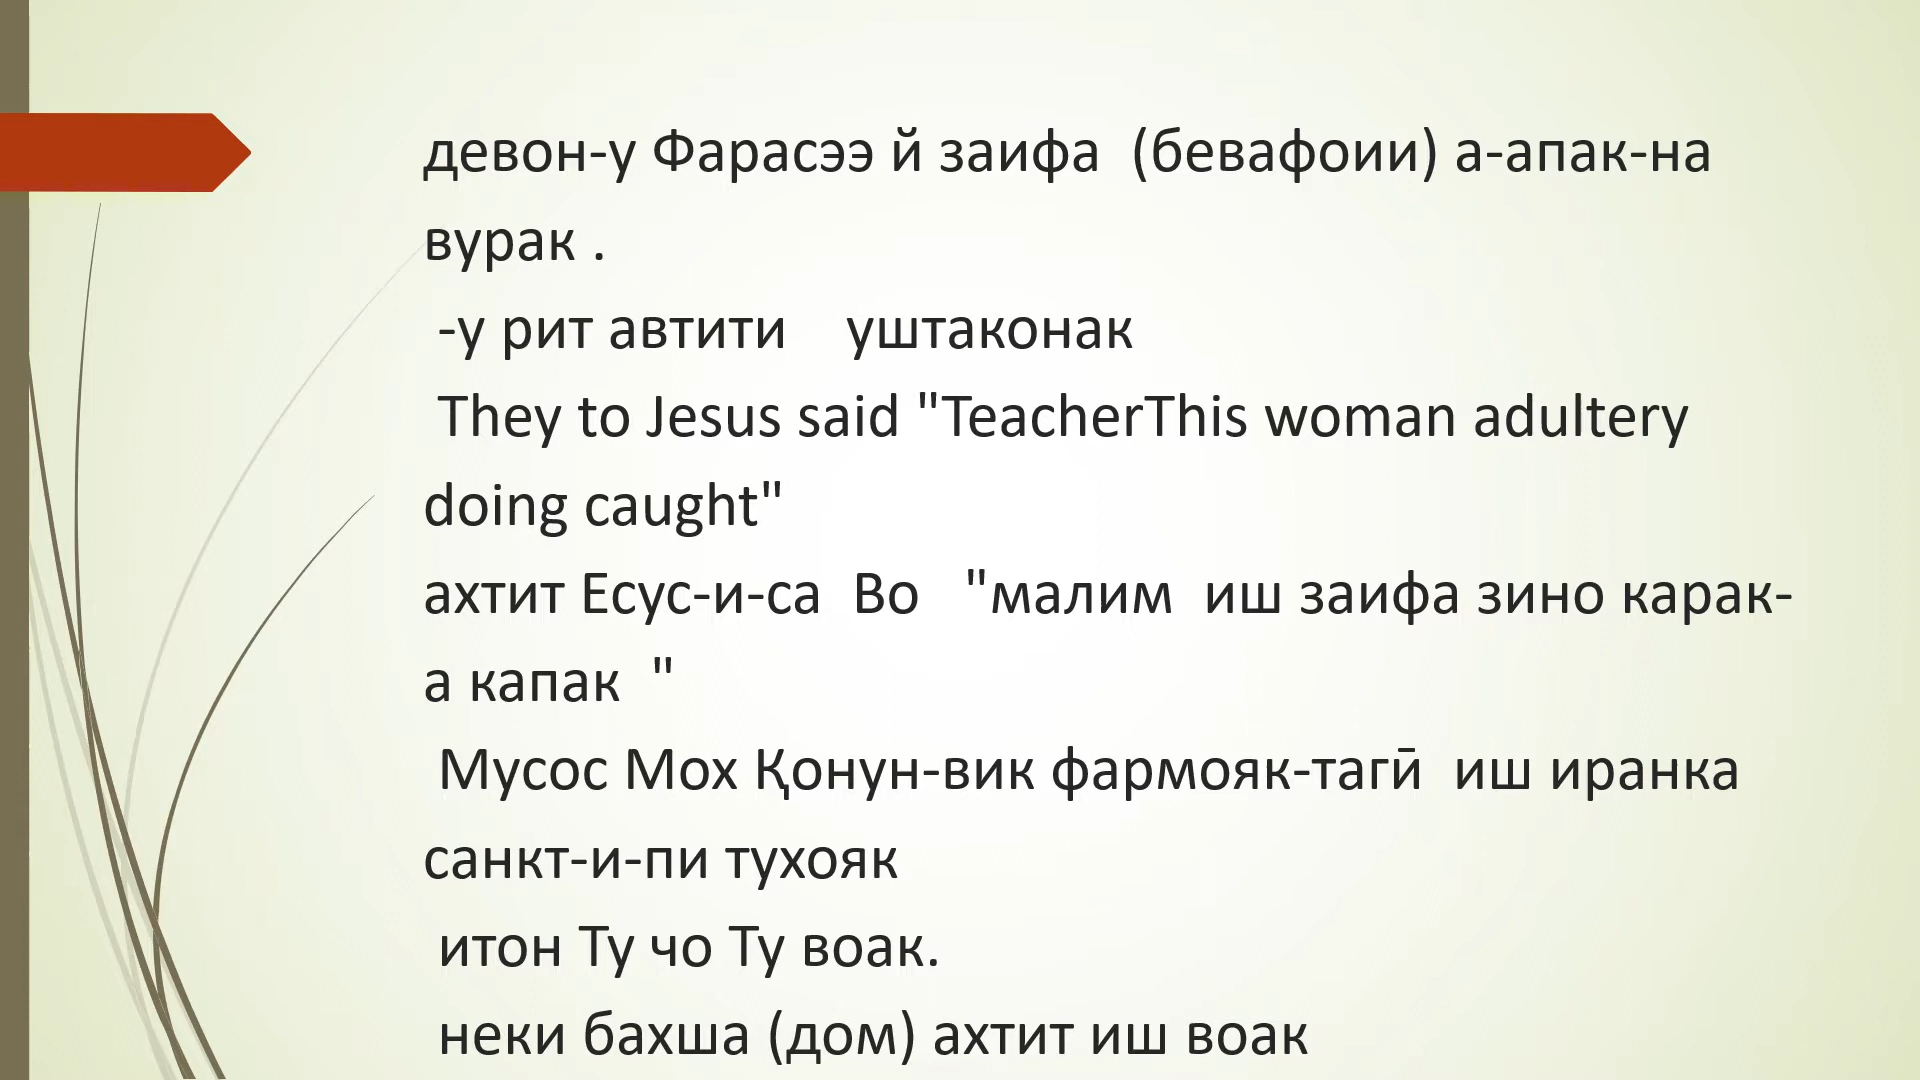 девон-у Фарасээ й заифа (бевафоии) а-апак-на
вурак .
-у рит автити уштаконак
They to Jesus said "TeacherThis woman adultery
doing caught"
ахтит Есус-и-са Во "малим иш заифа зино карак-
а капак "
Мусос Мох Қонун-вик фармояк-тагӣ иш иранка
санкт-и-пи тухояк
итон Ту чо Ту воак.
неки бахша (дом) ахтит иш воак